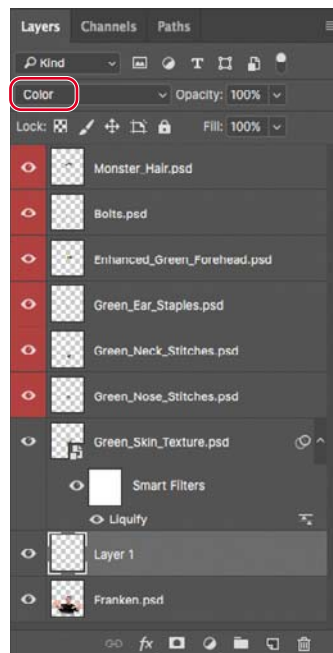 Layers Channels Paths
Kind
Color Opacity: 100%
Lock: Fill: 100%
Monster_Hair.psd
Bolts.psd
Enhanced_Green_Forehead.psd
Green_Ear_Staples.psd
Green_Neck_Stitches.psd
Green_Nose_Stitches.psd
Green_Skin_Texture.psd
Smart Filters
Liquify
Layer 1
Franken.psd
fx